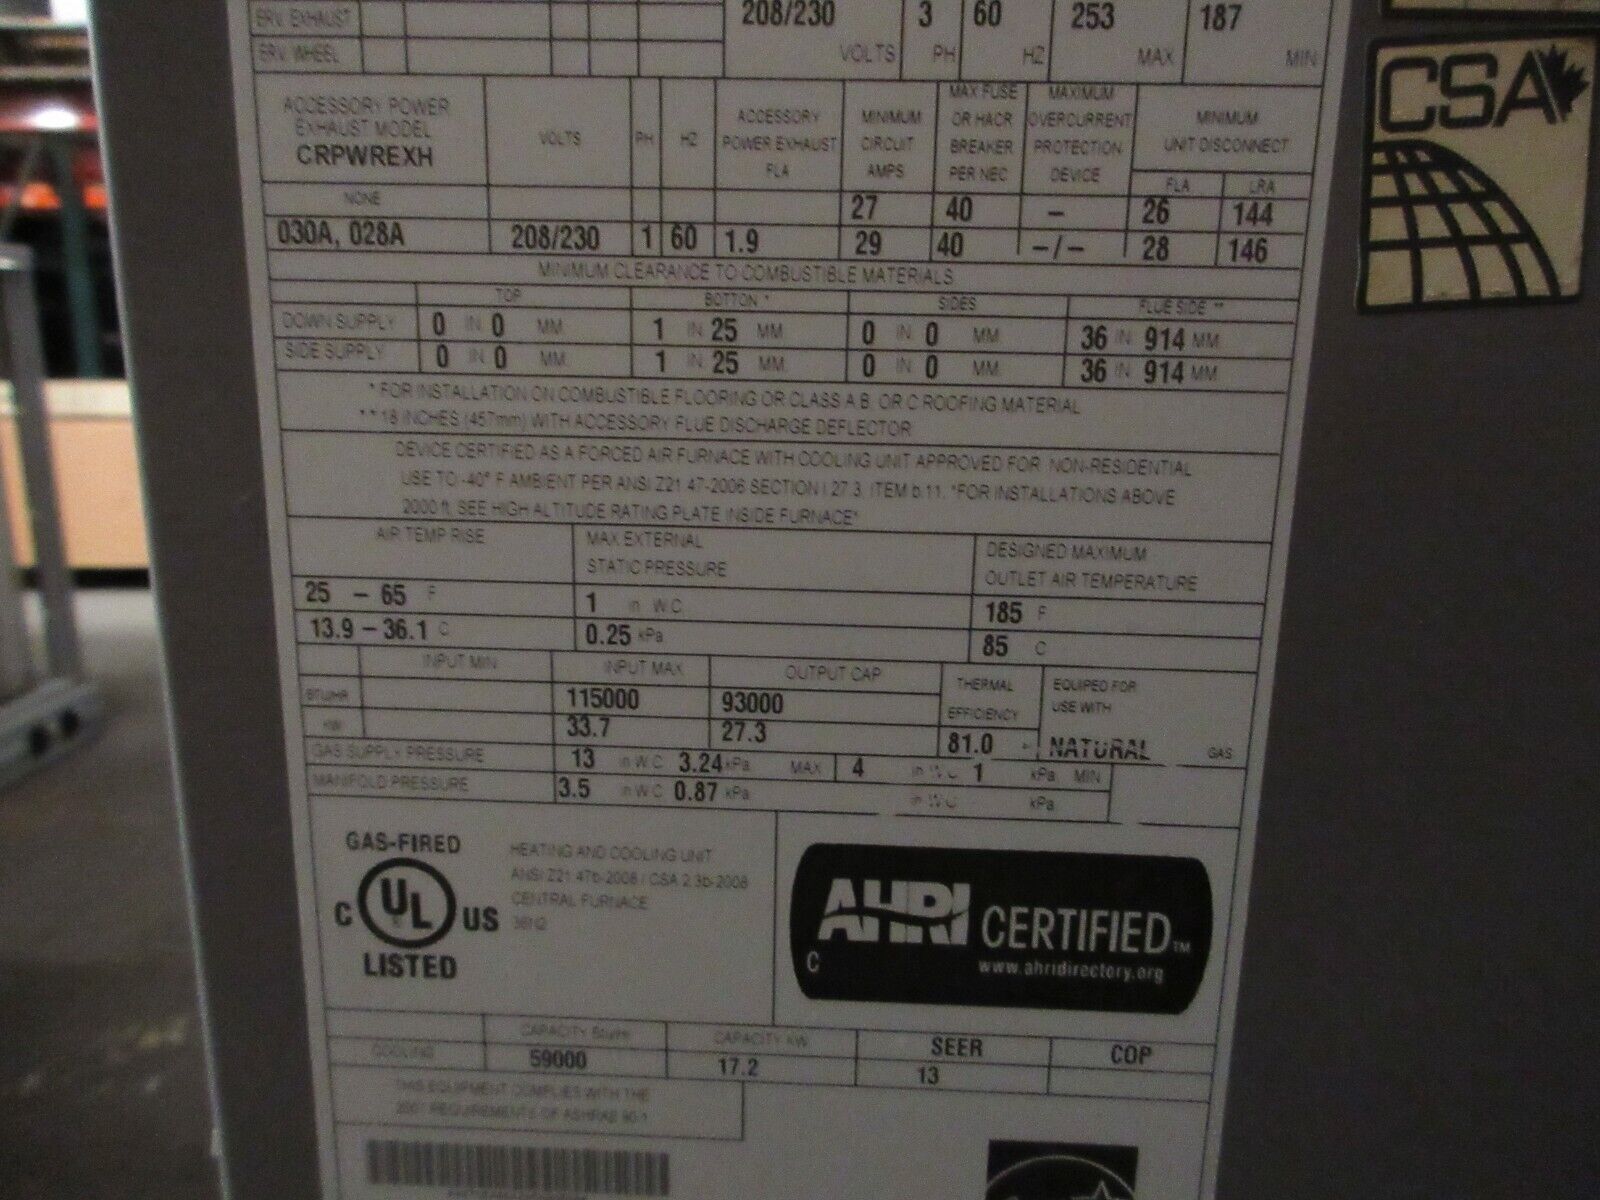 ERV. EXHAUST
208/230 3 60 253 187
ERV. WHEEL
VOLTS PH HZ MAX MIN
CSA
ACCESSORY POWER EXHAUST MODEL CRPWREXH VOLTS PH HZ ACCESSORY POWER EXHAUST FLA MINIMUM CIRCUIT AMPS MAX FUSE OR HACR BREAKER PER NEC MAXIMUM OVERCURRENT PROTECTION DEVICE MINIMUM UNIT DISCONNECT
FLA LRA
NONE 27 40 - 26 144
030A, 028A 208/230 1 60 1.9 29 40 -/- 28 146
MINIMUM CLEARANCE TO COMBUSTIBLE MATERIALS
TOP BOTTON * SIDES FLUE SIDE **
DOWN SUPPLY 0 IN 0 MM 1 IN 25 MM 0 IN 0 MM 36 IN 914 MM
SIDE SUPPLY 0 IN 0 MM 1 IN 25 MM 0 IN 0 MM 36 IN 914 MM
* FOR INSTALLATION ON COMBUSTIBLE FLOORING OR CLASS A B, OR C ROOFING MATERIAL
** 18 INCHES (457mm) WITH ACCESSORY FLUE DISCHARGE DEFLECTOR
DEVICE CERTIFIED AS A FORCED AIR FURNACE WITH COOLING UNIT APPROVED FOR NON-RESIDENTIAL
USE TO -40° F AMBIENT PER ANSI Z21 47-2006 SECTION 1 27.3, ITEM b.11, *FOR INSTALLATIONS ABOVE
2000 ft, SEE HIGH ALTITUDE RATING PLATE INSIDE FURNACE*
AIR TEMP RISE MAX EXTERNAL STATIC PRESSURE DESIGNED MAXIMUM OUTLET AIR TEMPERATURE
25 - 65 F 1 in W.C 185 F
13.9 - 36.1 C 0.25 kPa 85 C
INPUT MIN INPUT MAX OUTPUT CAP THERMAL EFFICIENCY EQUIPED FOR USE WITH
BTU/HR 115000 93000
KW 33.7 27.3 81.0 NATURAL GAS
GAS SUPPLY PRESSURE 13 in W.C 3.24 kPa MAX 4 in W.C 1 kPa MIN
MANIFOLD PRESSURE 3.5 in W.C 0.87 kPa in W.C kPa
GAS-FIRED
C UL US
LISTED
HEATING AND COOLING UNIT
ANSI Z21 47b-2008 / CSA 2.3b-2008
CENTRAL FURNACE
AHRI CERTIFIED TM
C www.ahridirectory.org
CAPACITY Btu/Hr CAPACITY KW SEER COP
COOLING 59000 17.2 13
THIS EQUIPMENT COMPLIES WITH THE
2001 REQUIREMENTS OF ASHRAE 90-1